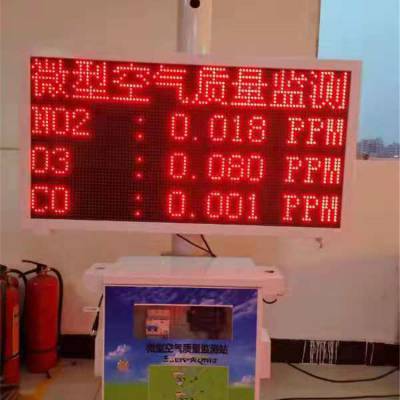 微型空气质量监测
NO2 : 0.018 PPM
O3 : 0.080 PPM
CO : 0.001 PPM
微型空气质量监测站